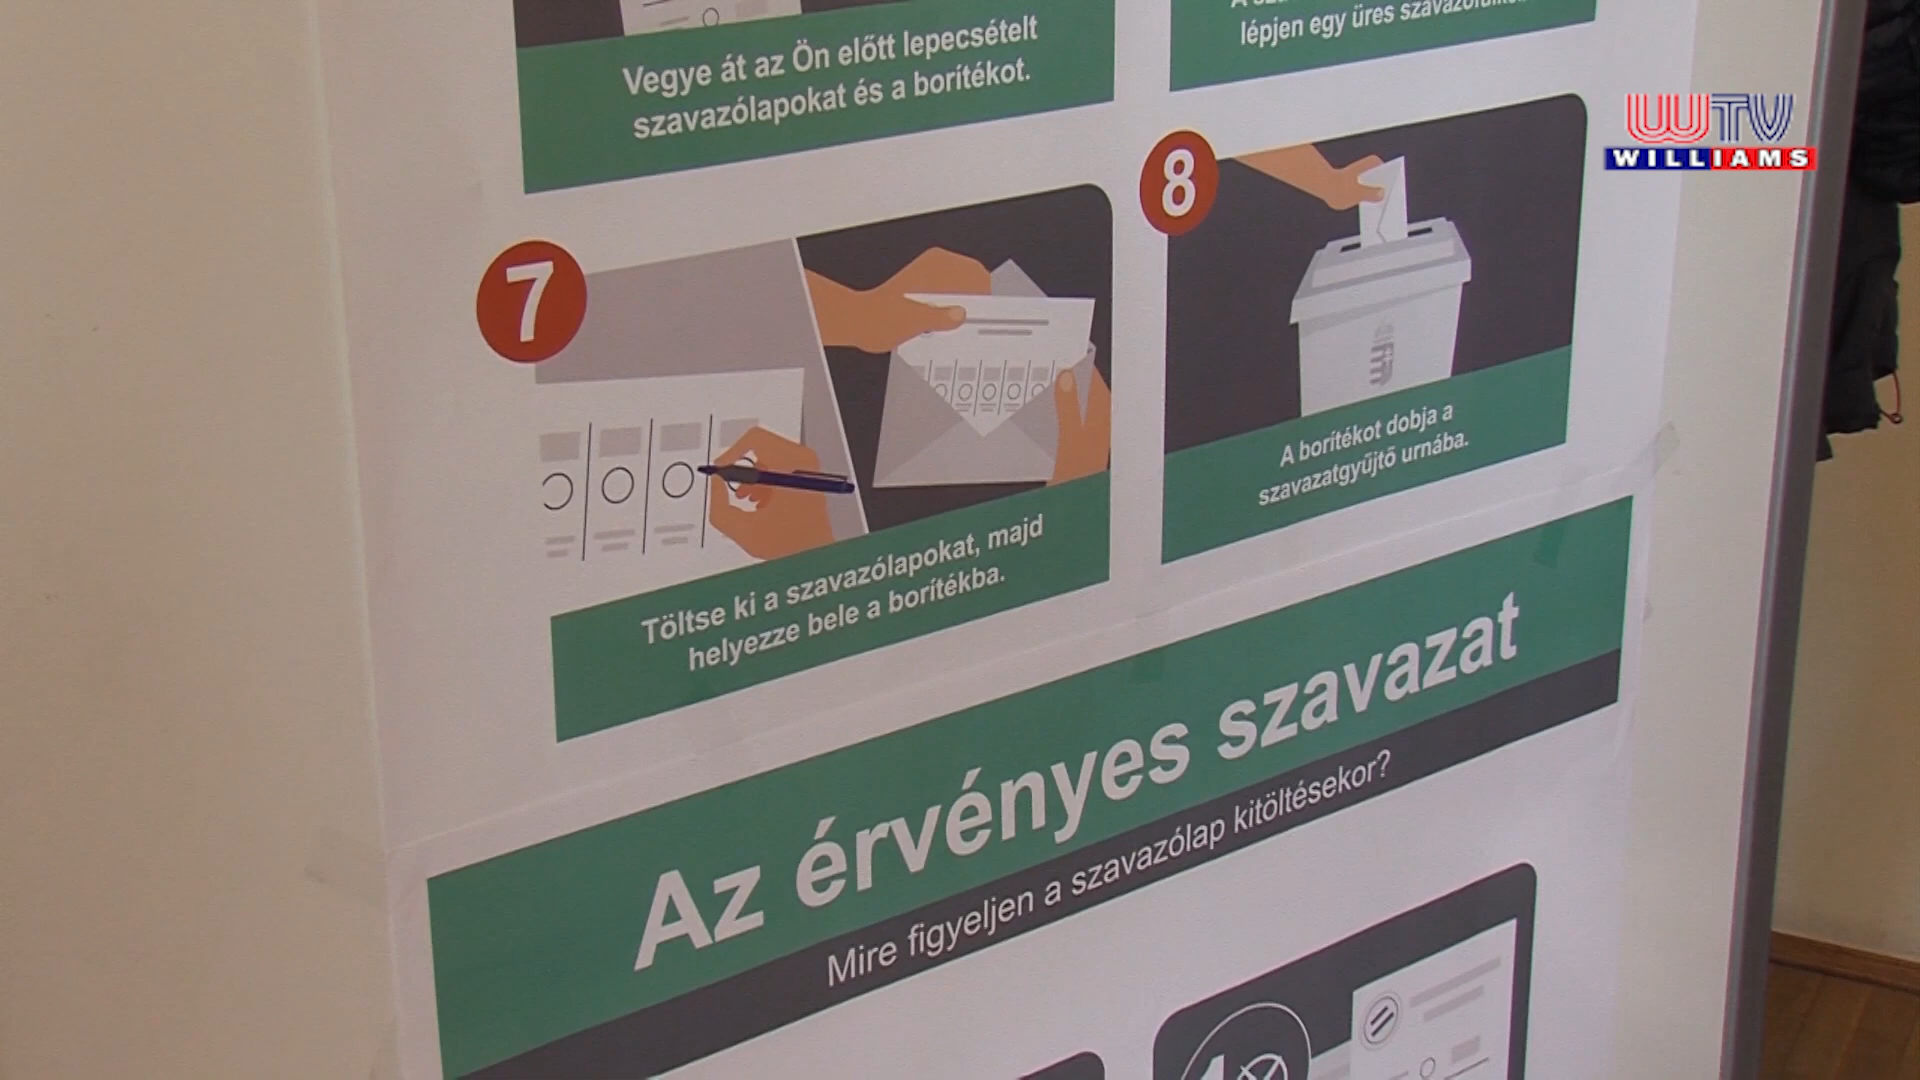 Vegye át az Ön előtt lepecsételt
szavazólapokat és a borítékot.
lépjen egy üres
WTV
WILLIAMS
7
Töltse ki a szavazólapokat, majd
helyezze bele a borítékba.
8
A borítékot dobja a
szavazatgyűjtő urnába.
Az érvényes szavazat
Mire figyeljen a szavazólap kitöltésekor?
1